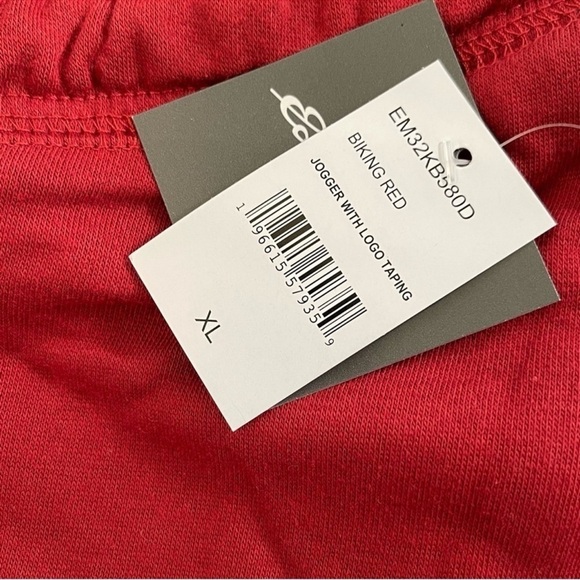 EM32KB580D
BIKING RED
JOGGER WITH LOGO TAPING
1 96615 57935 9
XL